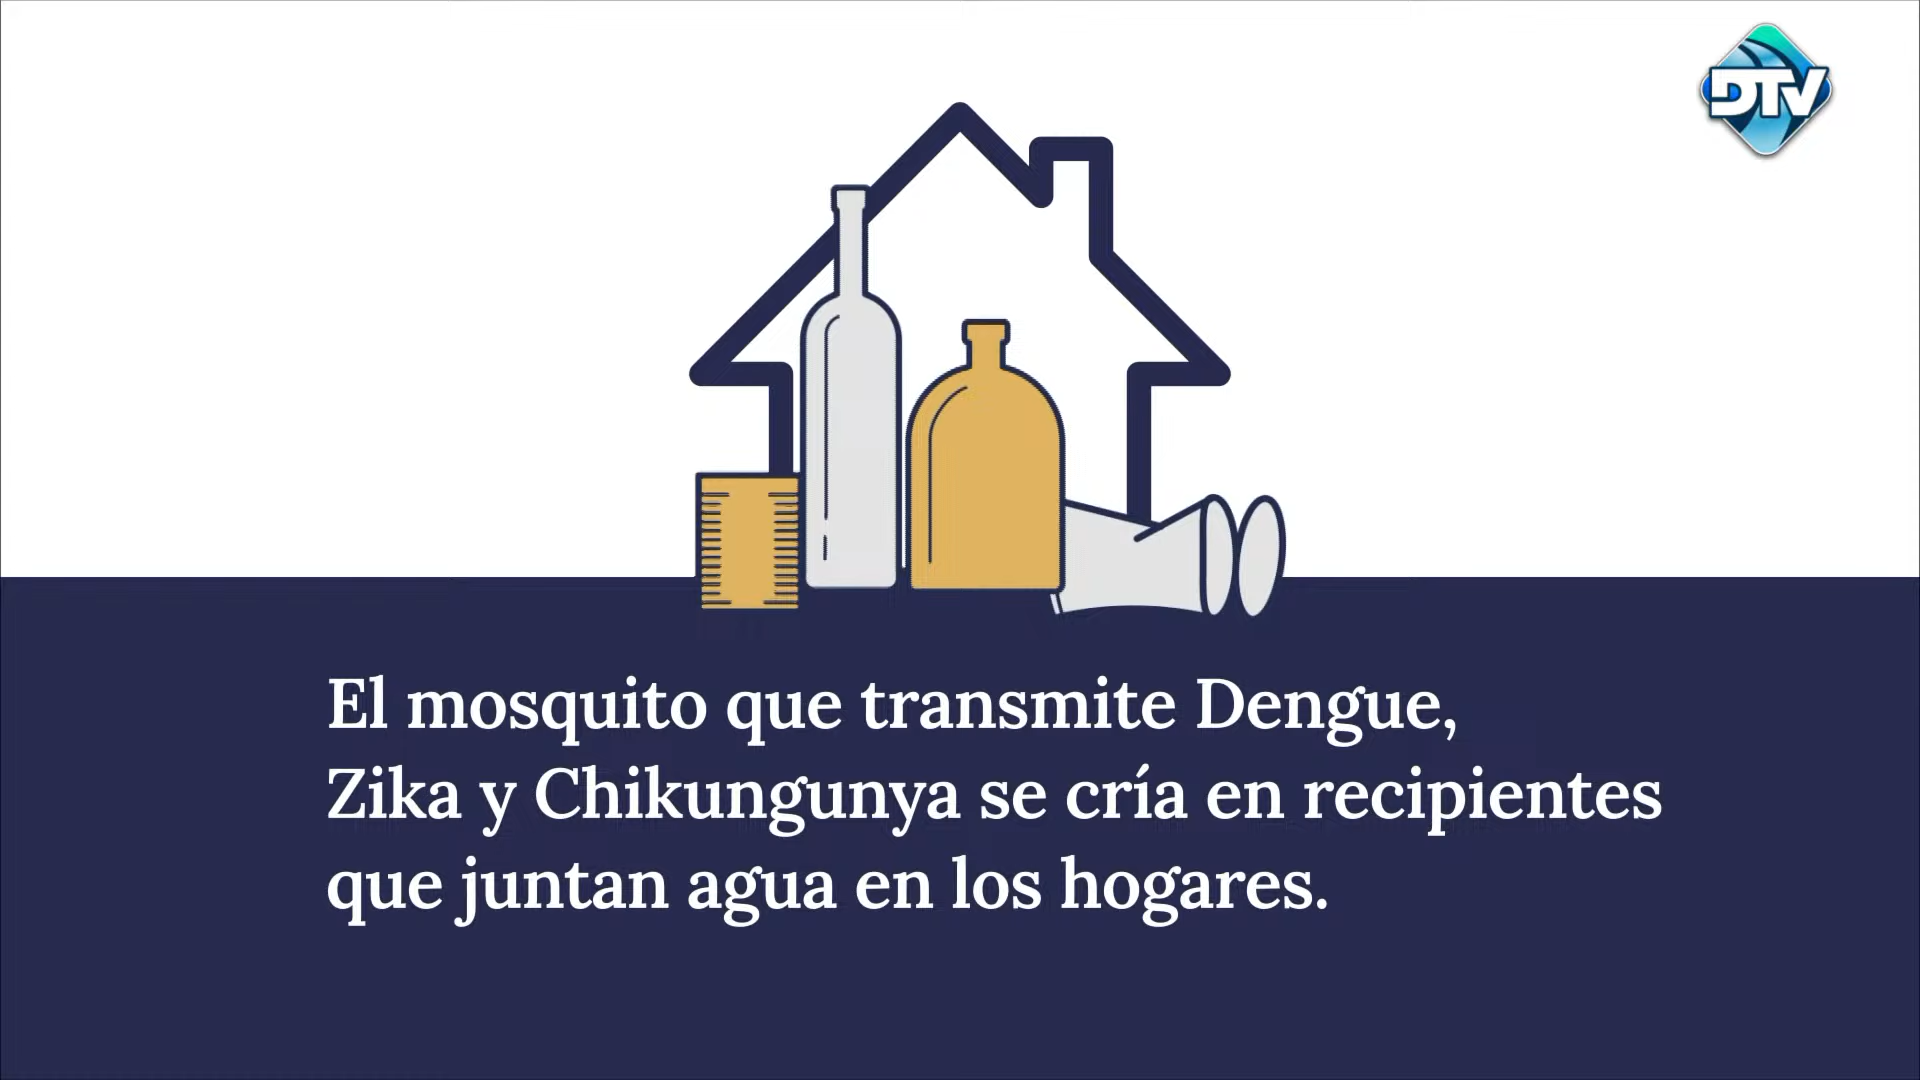 DTV
El mosquito que transmite Dengue,
Zika y Chikungunya se cría en recipientes
que juntan agua en los hogares.